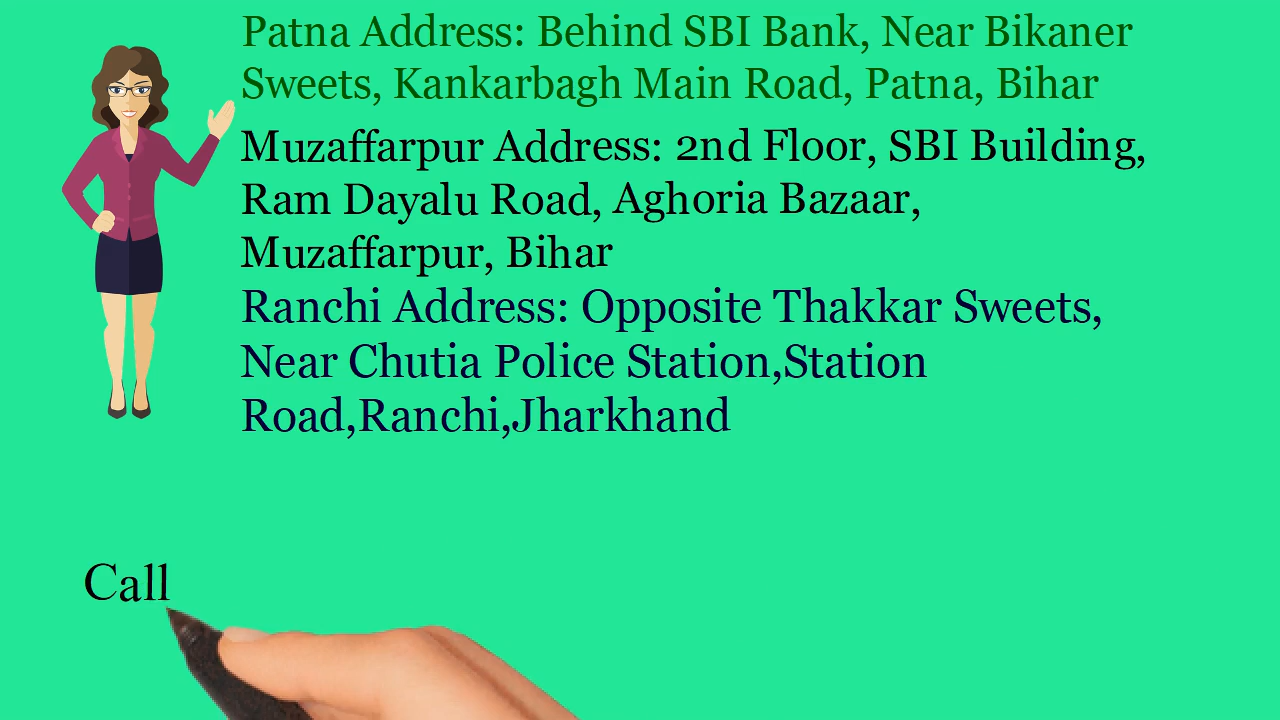 Patna Address: Behind SBI Bank, Near Bikaner
Sweets, Kankarbagh Main Road, Patna, Bihar
Muzaffarpur Address: 2nd Floor, SBI Building,
Ram Dayalu Road, Aghoria Bazaar,
Muzaffarpur, Bihar
Ranchi Address: Opposite Thakkar Sweets,
Near Chutia Police Station,Station
Road,Ranchi,Jharkhand
Call